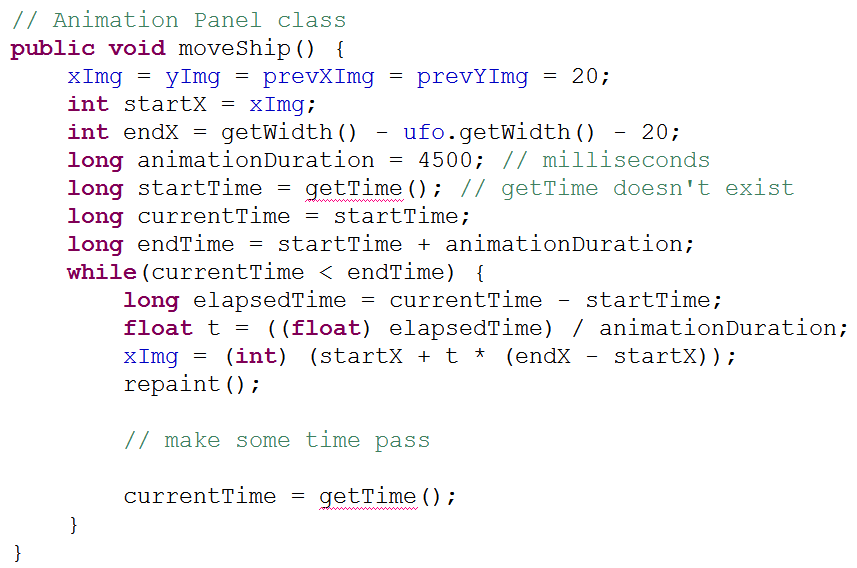 // Animation Panel class
public void moveShip() {
    xImg = yImg = prevXImg = prevYImg = 20;
    int startX = xImg;
    int endX = getWidth() - ufo.getWidth() - 20;
    long animationDuration = 4500; // milliseconds
    long startTime = getTime(); // getTime doesn't exist
    long currentTime = startTime;
    long endTime = startTime + animationDuration;
    while(currentTime < endTime) {
        long elapsedTime = currentTime - startTime;
        float t = ((float) elapsedTime) / animationDuration;
        xImg = (int) (startX + t * (endX - startX));
        repaint();
        // make some time pass
        currentTime = getTime();
    }
}